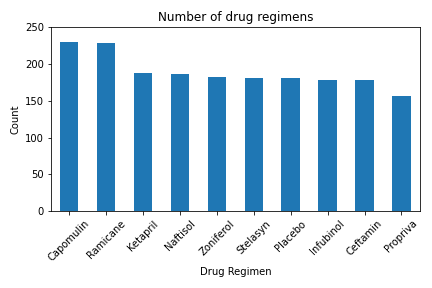 Number of drug regimens
Count
250
200
150
100
50
0
Capomulin
Ramicane
Ketapril
Naftisol
Zoniferol
Stelasyn
Placebo
Infubinol
Ceftamin
Propriva
Drug Regimen